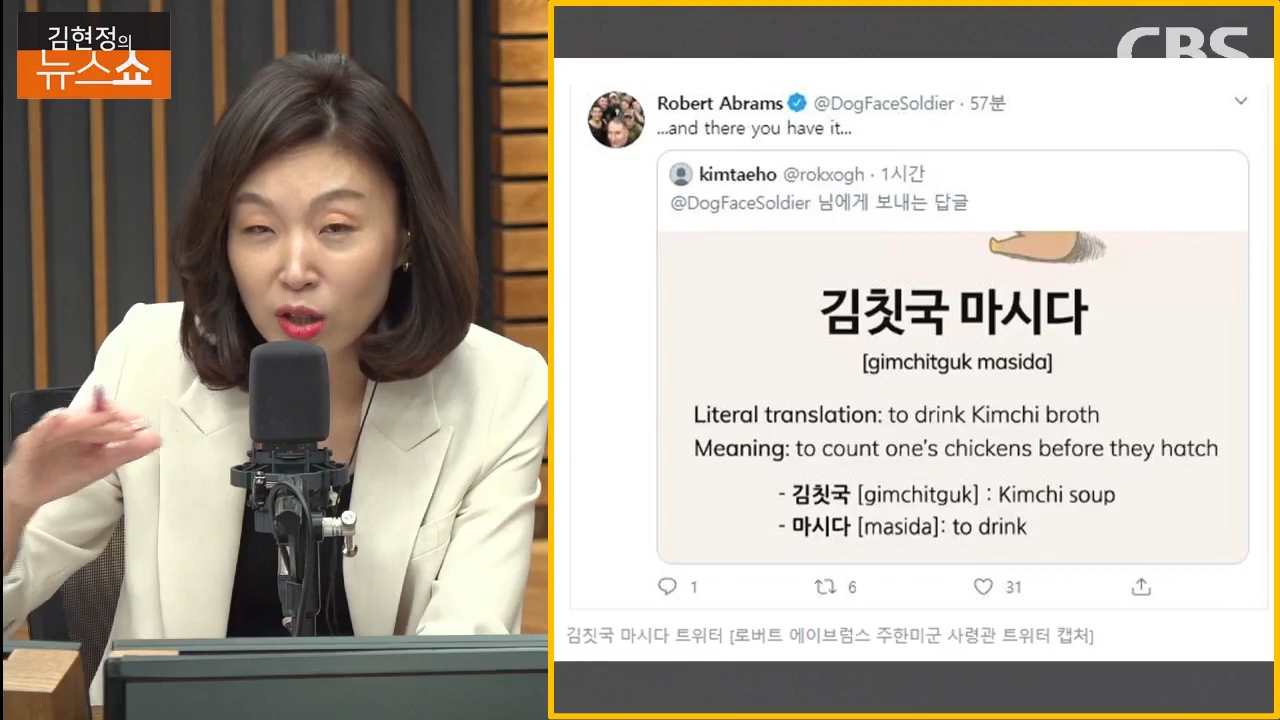 김현정의
뉴스쇼
CBS
Robert Abrams @DogFaceSoldier · 57분
...and there you have it...
kimtaeho @rokxogh · 1시간
@DogFaceSoldier 님에게 보내는 답글
김칫국 마시다
[gimchitguk masida]
Literal translation: to drink Kimchi broth
Meaning: to count one's chickens before they hatch
- 김칫국 [gimchitguk] : Kimchi soup
- 마시다 [masida]: to drink
1 6 31
김칫국 마시다 트위터 [로버트 에이브럼스 주한미군 사령관 트위터 캡처]